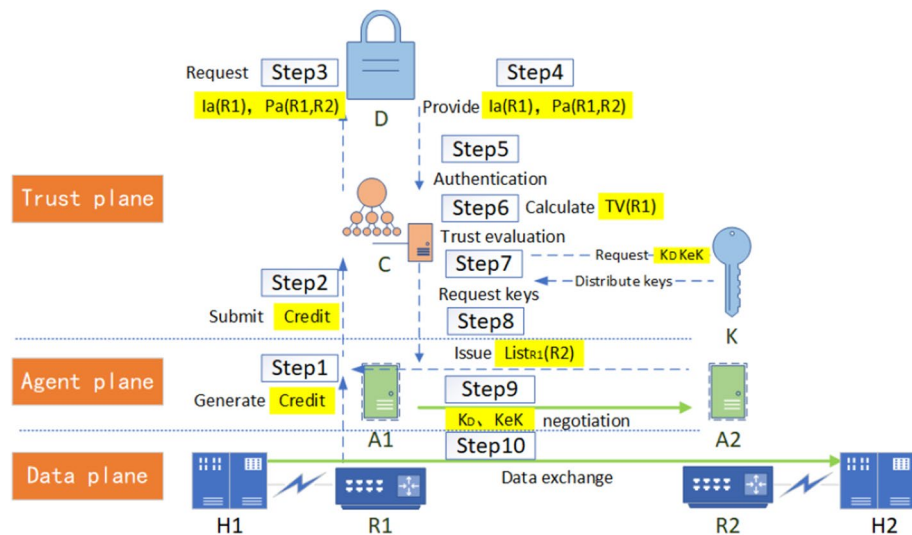 Request Step3
Step4
Ia(R1)，Pa(R1,R2)
D
Provide Ia(R1)，Pa(R1,R2)
Step5
Authentication
Trust plane
Step6 Calculate TV(R1)
Trust evaluation
C
Step7
Request KD KeK
Distribute keys
Request keys
K
Step2
Submit Credit
Step8
Issue ListR1(R2)
Agent plane
Step1
Generate Credit
Step9
KD、KeK negotiation
A1
A2
Step10
Data plane
Data exchange
H1
R1
R2
H2